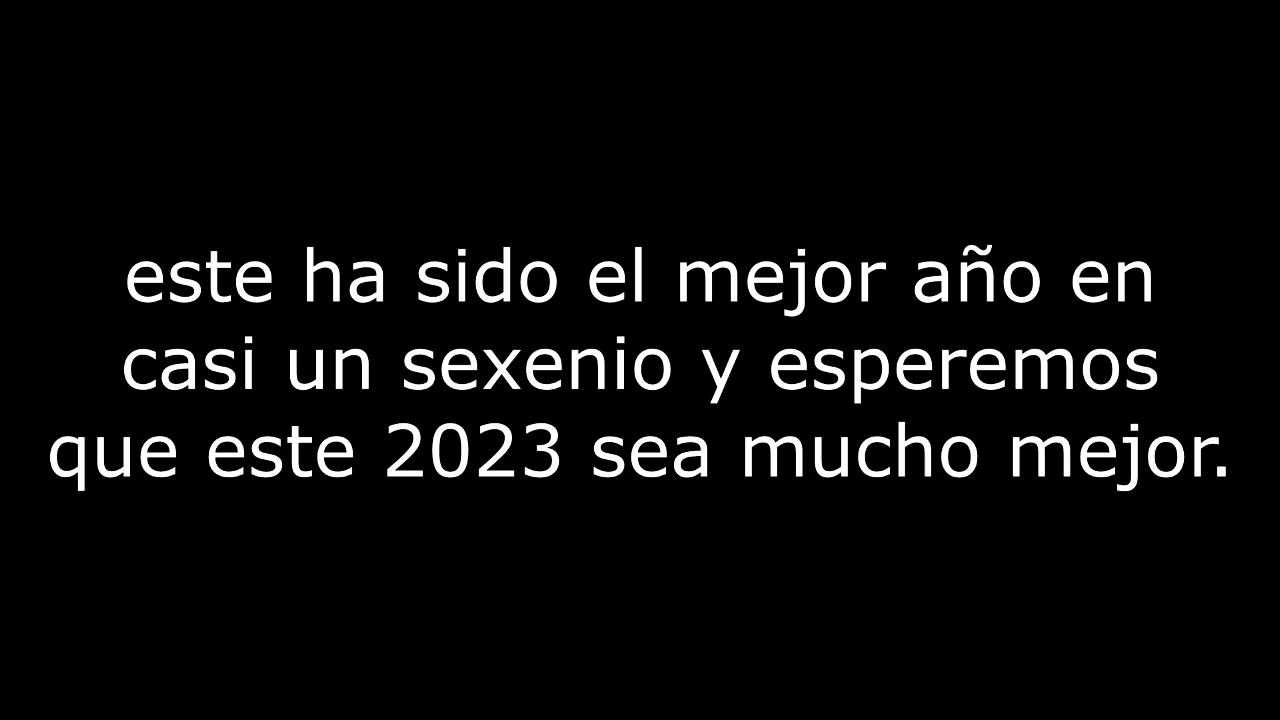 este ha sido el mejor año en
casi un sexenio y esperemos
que este 2023 sea mucho mejor.